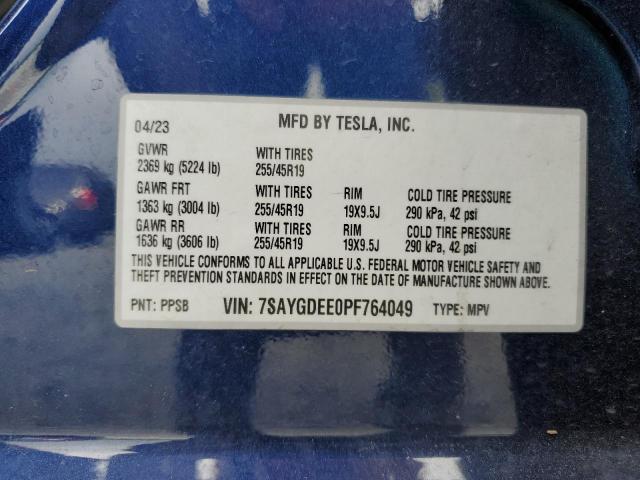 MFD BY TESLA, INC.
04/23
GVWR
2369 kg (5224 lb)
WITH TIRES
255/45R19
GAWR FRT
1363 kg (3004 lb)
WITH TIRES
255/45R19
RIM
19X9.5J
COLD TIRE PRESSURE
290 kPa, 42 psi
GAWR RR
1636 kg (3606 lb)
WITH TIRES
255/45R19
RIM
19X9.5J
COLD TIRE PRESSURE
290 kPa, 42 psi
THIS VEHICLE CONFORMS TO ALL APPLICABLE U.S. FEDERAL MOTOR VEHICLE SAFETY AND
THEFT PREVENTION STANDARDS IN EFFECT ON THE DATE OF MANUFACTURE SHOWN ABOVE.
PNT: PPSB VIN: 7SAYGDEE0PF764049 TYPE: MPV